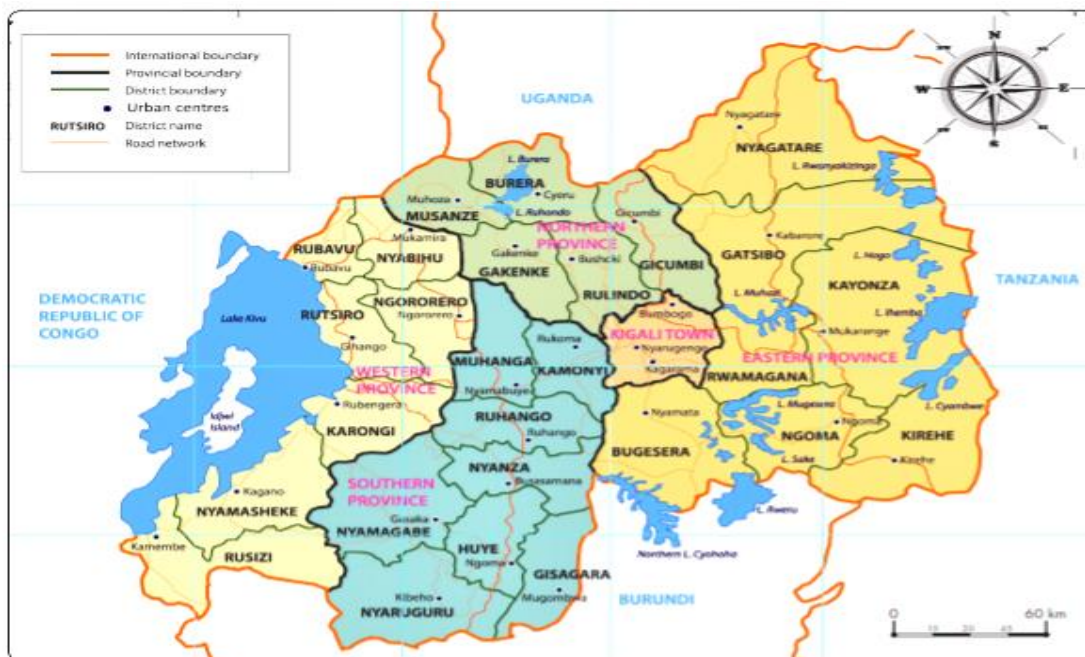 International boundary
Provincial boundary
District boundary
Urban centres
RUTSIRO District name
Road network
N
W
E
S
UGANDA
TANZANIA
DEMOCRATIC
REPUBLIC OF
CONGO
BURUNDI
Nyagatare
NYAGATARE
L. Rwanyakizinga
L. Burera
BURERA
Cyeru
Muhoza
MUSANZE
L. Ruhondo
Gicumbi
NORTHERN
PROVINCE
Mukamira
RUBAVU
NYABIHU
Rubavu
Gakenke
GAKENKE
Bushoki
GICUMBI
RULINDO
Kabarore
GATSIBO
L. Hago
KAYONZA
L. Ihemba
L. Muhazi
Mukarange
NGORORERO
Ngororero
RUTSIRO
Gihango
Lake Kivu
Idjwi
Island
Bumbogo
KIGALI TOWN
Nyarugengo
Kagarama
EASTERN PROVINCE
RWAMAGANA
Rukoma
MUHANGA
KAMONYI
Nyamabuye
WESTERN
Rubengera
KARONGI
RUHANGO
Ruhango
Nyamata
BUGESERA
L. Mugesera
Ngoma
NGOMA
L. Sake
L. Cyambwe
KIREHE
Kirehe
NYANZA
Busasamana
SOUTHERN
PROVINCE
NYAMAGABE
Kagano
NYAMASHEKE
Kamembe
RUSIZI
HUYE
Ngoma
GISAGARA
Mugombwa
Kibeho
NYARUGURU
L. Rweru
Northern L. Cyohoha
0 60 km
10 20 40